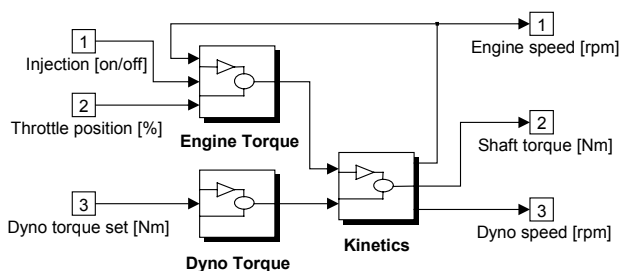 1
Injection [on/off]
2
Throttle position [%]
Engine Torque
3
Dyno torque set [Nm]
Dyno Torque
Kinetics
1
Engine speed [rpm]
2
Shaft torque [Nm]
3
Dyno speed [rpm]